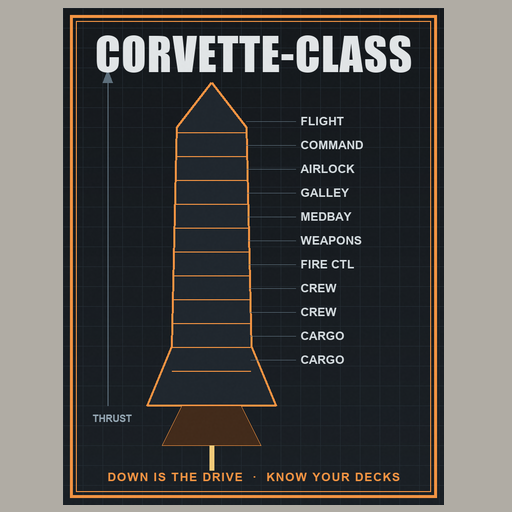 CORVETTE-CLASS
FLIGHT
COMMAND
AIRLOCK
GALLEY
MEDBAY
WEAPONS
FIRE CTL
CREW
CREW
CARGO
CARGO
THRUST
DOWN IS THE DRIVE · KNOW YOUR DECKS